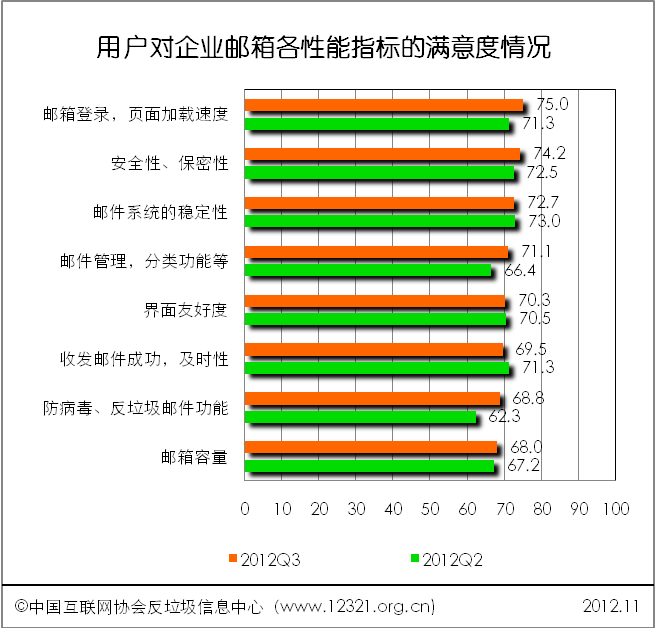 用户对企业邮箱各性能指标的满意度情况
邮箱登录，页面加载速度
75.0
71.3
安全性、保密性
74.2
72.5
邮件系统的稳定性
72.7
73.0
邮件管理，分类功能等
71.1
66.4
界面友好度
70.3
70.5
收发邮件成功，及时性
69.5
71.3
防病毒、反垃圾邮件功能
68.8
62.3
邮箱容量
68.0
67.2
0 10 20 30 40 50 60 70 80 90 100
2012Q3 2012Q2
©中国互联网协会反垃圾信息中心（www.12321.org.cn) 2012.11